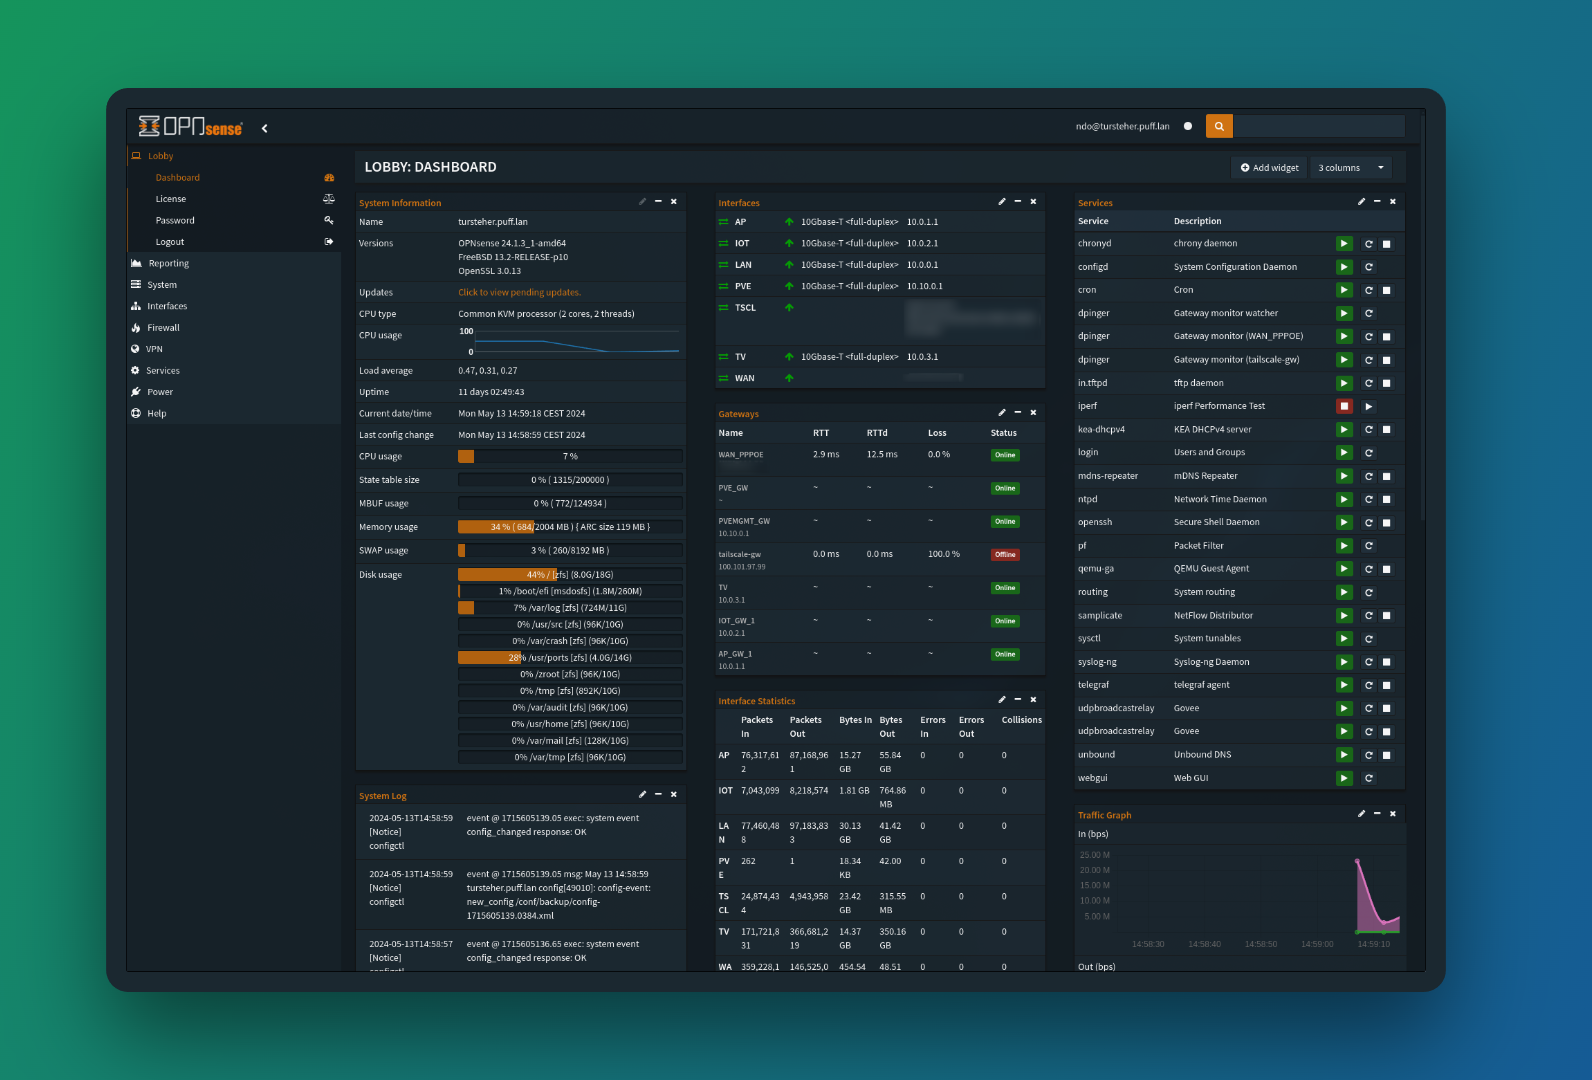 OPNsense
ndo@tursteher.puff.lan
Lobby
Dashboard
License
Password
Logout
Reporting
System
Interfaces
Firewall
VPN
Services
Power
Help
LOBBY: DASHBOARD
Add widget
3 columns
System Information
Name tursteher.puff.lan
Versions OPNsense 24.1.3_1-amd64
FreeBSD 13.2-RELEASE-p10
OpenSSL 3.0.13
Updates Click to view pending updates.
CPU type Common KVM processor (2 cores, 2 threads)
CPU usage 100
0
Load average 0.47, 0.31, 0.27
Uptime 11 days 02:49:43
Current date/time Mon May 13 14:59:18 CEST 2024
Last config change Mon May 13 14:58:59 CEST 2024
CPU usage 7 %
State table size 0 % ( 1315/200000 )
MBUF usage 0 % ( 772/124934 )
Memory usage 34 % ( 684/2004 MB ) { ARC size 119 MB }
SWAP usage 3 % ( 260/8192 MB )
Disk usage 44% / [zfs] (8.0G/18G)
1% /boot/efi [msdosfs] (1.8M/260M)
7% /var/log [zfs] (724M/11G)
0% /usr/src [zfs] (96K/10G)
0% /var/crash [zfs] (96K/10G)
28% /usr/ports [zfs] (4.0G/14G)
0% /zroot [zfs] (96K/10G)
0% /tmp [zfs] (892K/10G)
0% /var/audit [zfs] (96K/10G)
0% /usr/home [zfs] (96K/10G)
0% /var/mail [zfs] (128K/10G)
0% /var/tmp [zfs] (96K/10G)
System Log
2024-05-13T14:58:59 event @ 1715605139.05 exec: system event
[Notice] config_changed response: OK
configctl
2024-05-13T14:58:59 event @ 1715605139.05 msg: May 13 14:58:59
[Notice] tursteher.puff.lan config[49010]: config-event:
configctl new_config /conf/backup/config-
1715605139.0384.xml
2024-05-13T14:58:57 event @ 1715605136.65 exec: system event
[Notice] config_changed response: OK
configctl
Interfaces
AP 10Gbase-T <full-duplex> 10.0.1.1
IOT 10Gbase-T <full-duplex> 10.0.2.1
LAN 10Gbase-T <full-duplex> 10.0.0.1
PVE 10Gbase-T <full-duplex> 10.10.0.1
TSCL
TV 10Gbase-T <full-duplex> 10.0.3.1
WAN
Gateways
Name RTT RTTd Loss Status
WAN_PPPOE 2.9 ms 12.5 ms 0.0 % Online
PVE_GW ~ ~ ~ Online
~
PVEMGMT_GW ~ ~ ~ Online
10.10.0.1
tailscale-gw 0.0 ms 0.0 ms 100.0 % Offline
100.101.97.99
TV ~ ~ ~ Online
10.0.3.1
IOT_GW_1 ~ ~ ~ Online
10.0.2.1
AP_GW_1 ~ ~ ~ Online
10.0.1.1
Interface Statistics
Packets Packets Bytes In Bytes Errors Errors Collisions
In Out Out In Out
AP 76,317,61 87,168,96 15.27 55.84 0 0 0
2 1 GB GB
IOT 7,043,099 8,218,574 1.81 GB 764.86 0 0 0
MB
LA 77,460,48 97,183,83 30.13 41.42 0 0 0
N 8 3 GB GB
PV 262 1 18.34 42.00 0 0 0
E KB GB
TS 24,874,43 4,943,958 23.42 315.55 0 0 0
CL 4 GB MB
TV 171,721,8 366,681,2 14.37 350.16 0 0 0
31 19 GB GB
WA 359,228,1 146,525,0 454.54 48.51 0 0 0
Services
Service Description
chronyd chrony daemon
configd System Configuration Daemon
cron Cron
dpinger Gateway monitor watcher
dpinger Gateway monitor (WAN_PPPOE)
dpinger Gateway monitor (tailscale-gw)
in.tftpd tftp daemon
iperf iperf Performance Test
kea-dhcpv4 KEA DHCPv4 server
login Users and Groups
mdns-repeater mDNS Repeater
ntpd Network Time Daemon
openssh Secure Shell Daemon
pf Packet Filter
qemu-ga QEMU Guest Agent
routing System routing
samplicate NetFlow Distributor
sysctl System tunables
syslog-ng Syslog-ng Daemon
telegraf telegraf agent
udpbroadcastrelay Govee
udpbroadcastrelay Govee
unbound Unbound DNS
webgui Web GUI
Traffic Graph
In (bps)
25.00 M
20.00 M
15.00 M
10.00 M
5.00 M
14:58:30 14:58:40 14:58:50 14:59:00 14:59:10
Out (bps)